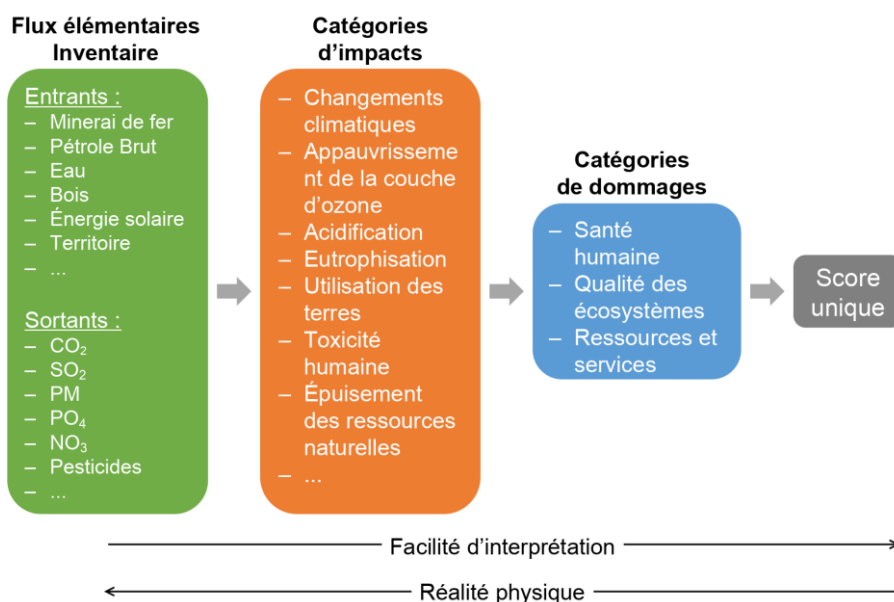 Flux élémentaires
Inventaire
Entrants :
– Minerai de fer
– Pétrole Brut
– Eau
– Bois
– Énergie solaire
– Territoire
– ...
Sortants :
– CO₂
– SO₂
– PM
– PO₄
– NO₃
– Pesticides
– ...
Catégories
d’impacts
– Changements
climatiques
– Appauvrisseme
nt de la couche
d’ozone
– Acidification
– Eutrophisation
– Utilisation des
terres
– Toxicité
humaine
– Épuisement
des ressources
naturelles
– ...
Catégories
de dommages
– Santé
humaine
– Qualité des
écosystèmes
– Ressources et
services
Score
unique
Facilité d’interprétation
Réalité physique